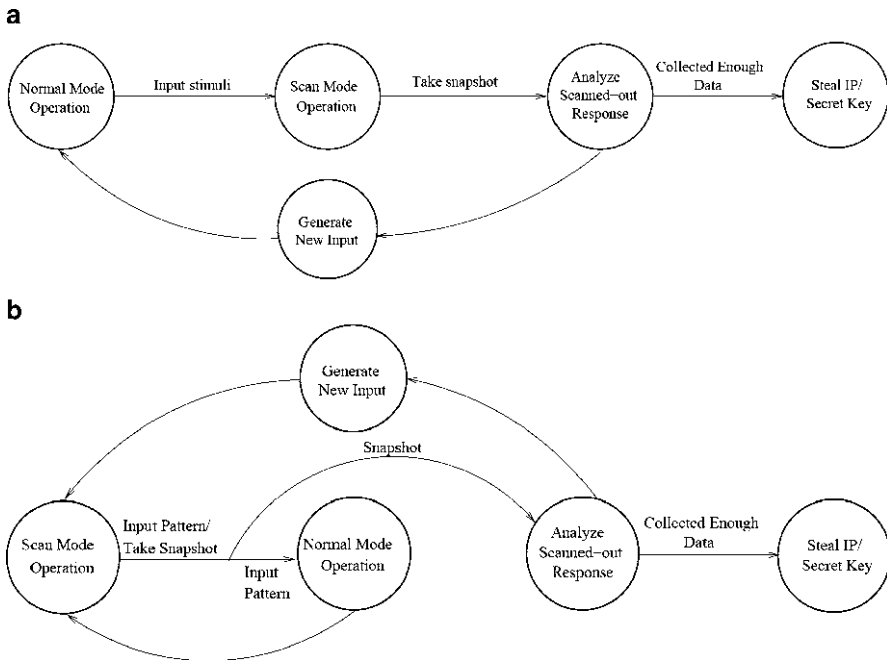 a
Normal Mode
Operation
Input stimuli
Scan Mode
Operation
Take snapshot
Analyze
Scanned-out
Response
Collected Enough
Data
Steal IP/
Secret Key
Generate
New Input
b
Generate
New Input
Snapshot
Scan Mode
Operation
Input Pattern/
Take Snapshot
Input
Pattern
Normal Mode
Operation
Analyze
Scanned-out
Response
Collected Enough
Data
Steal IP/
Secret Key